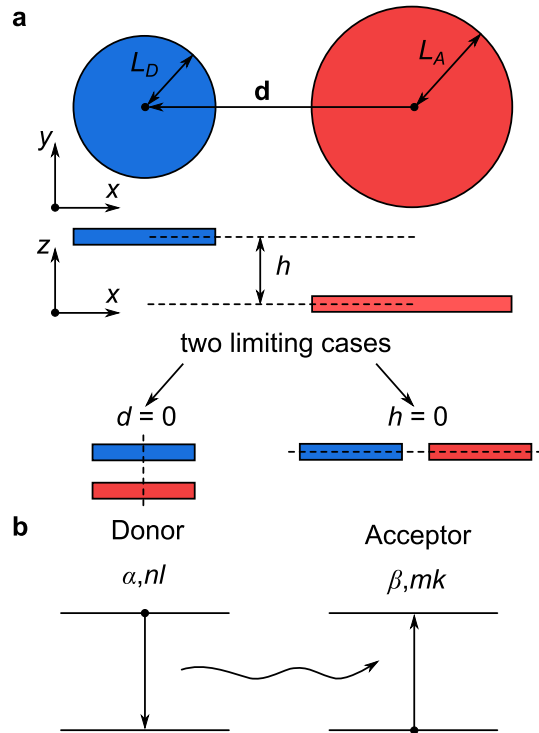 a
L_D
L_A
d
y
x
z
h
x
two limiting cases
d = 0
h = 0
b
Donor
Acceptor
α,nl
β,mk